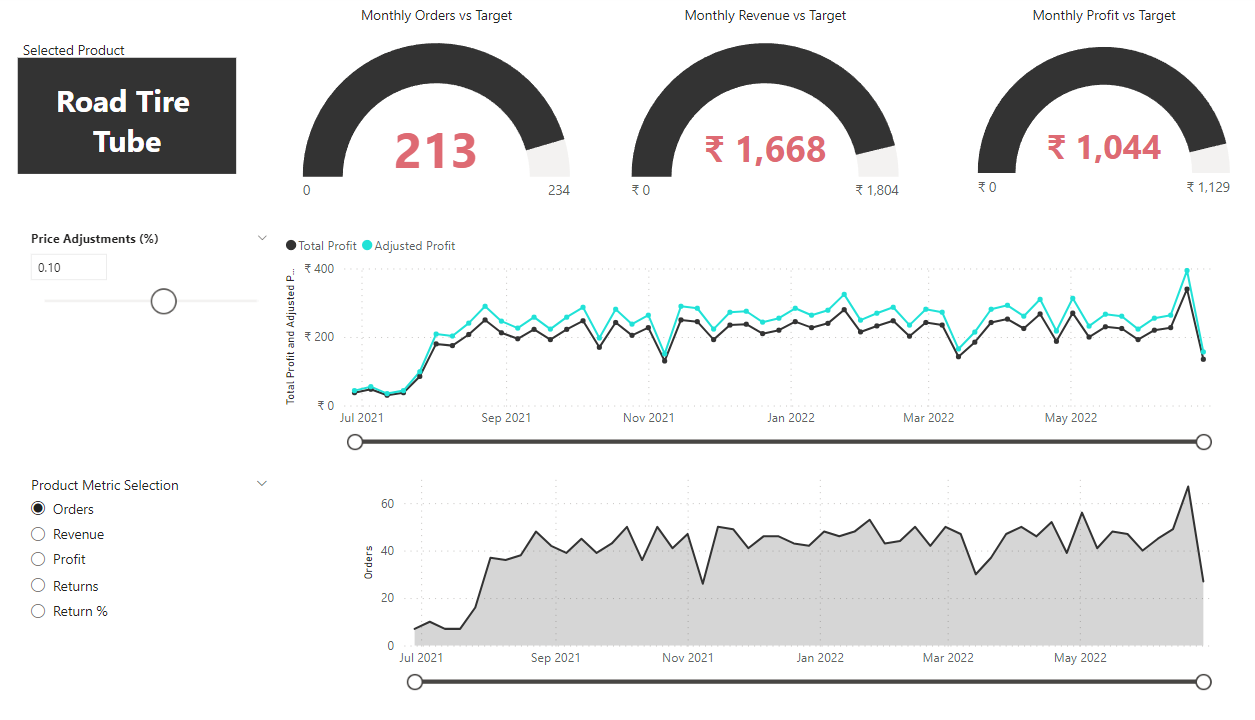 Monthly Orders vs Target
Monthly Revenue vs Target
Monthly Profit vs Target
Selected Product
Road Tire
Tube
213
0
234
₹ 1,668
₹ 0
₹ 1,804
₹ 1,044
₹ 0
₹ 1,129
Price Adjustments (%)
0.10
Total Profit
Adjusted Profit
Total Profit and Adjusted P...
₹ 400
₹ 200
₹ 0
Jul 2021
Sep 2021
Nov 2021
Jan 2022
Mar 2022
May 2022
Product Metric Selection
Orders
Revenue
Profit
Returns
Return %
Orders
60
40
20
0
Jul 2021
Sep 2021
Nov 2021
Jan 2022
Mar 2022
May 2022